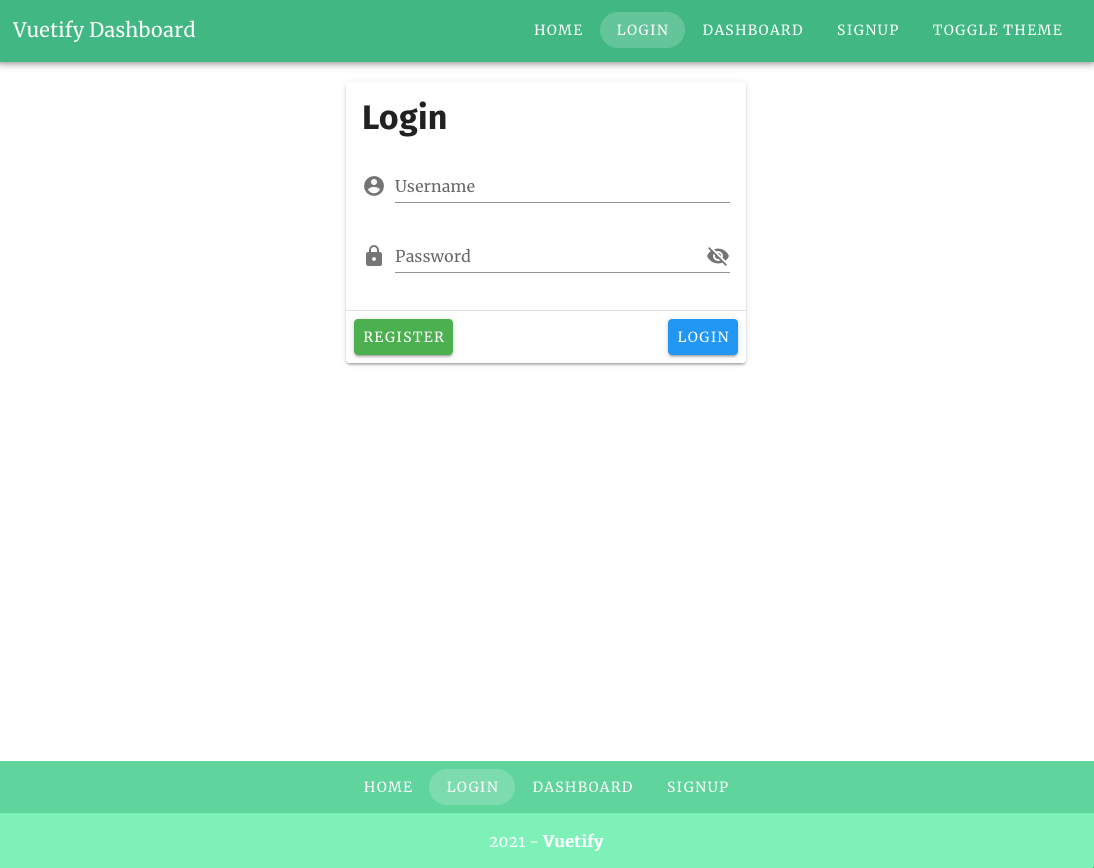 Vuetify Dashboard HOME LOGIN DASHBOARD SIGNUP TOGGLE THEME
Login
Username
Password
REGISTER LOGIN
HOME LOGIN DASHBOARD SIGNUP
2021 - Vuetify